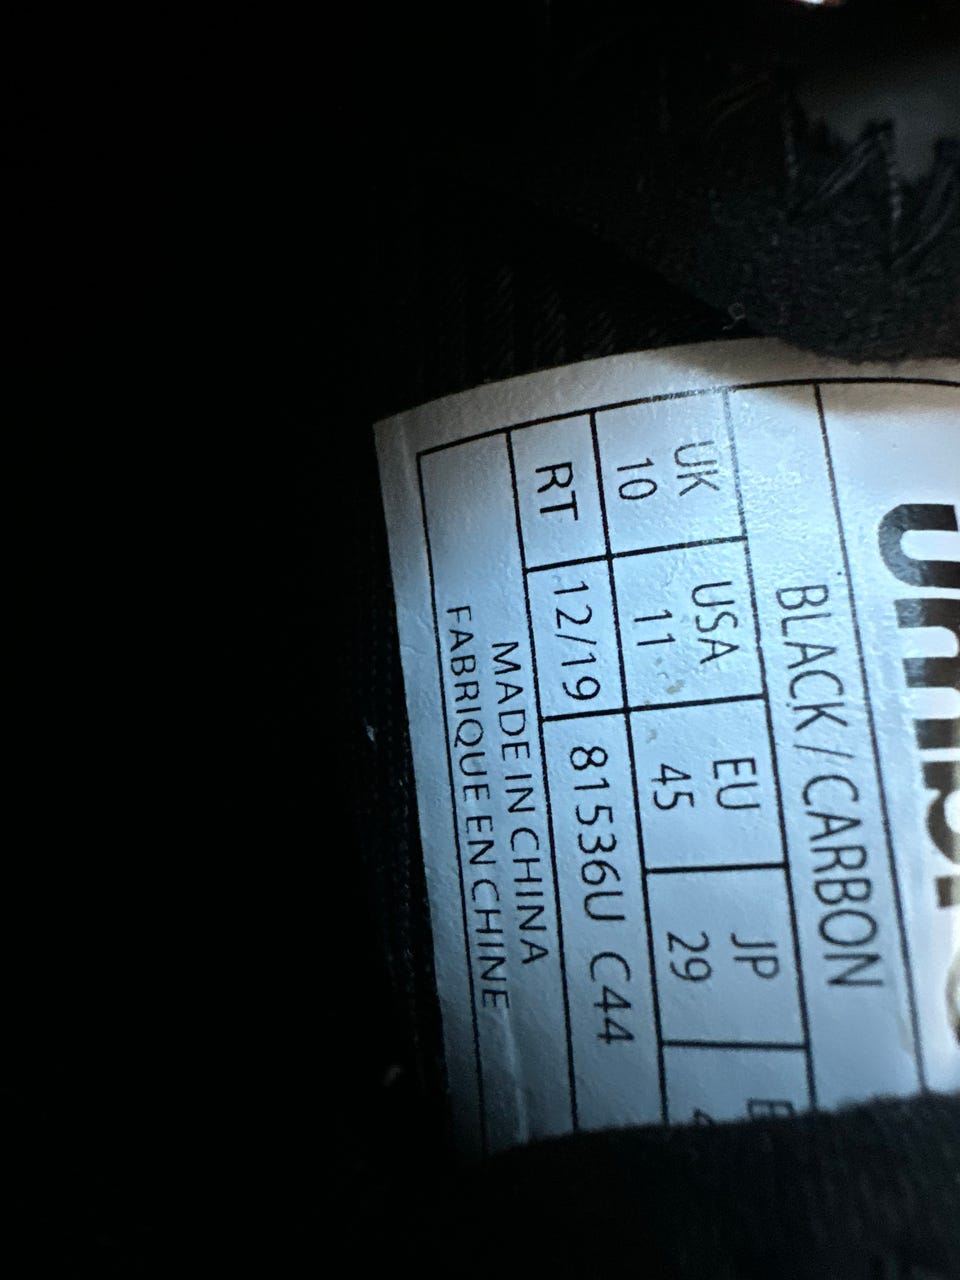 umbro
BLACK / CARBON
UK USA EU JP
10 11 45 29
RT 12/19 81536U C44
MADE IN CHINA
FABRIQUE EN CHINE